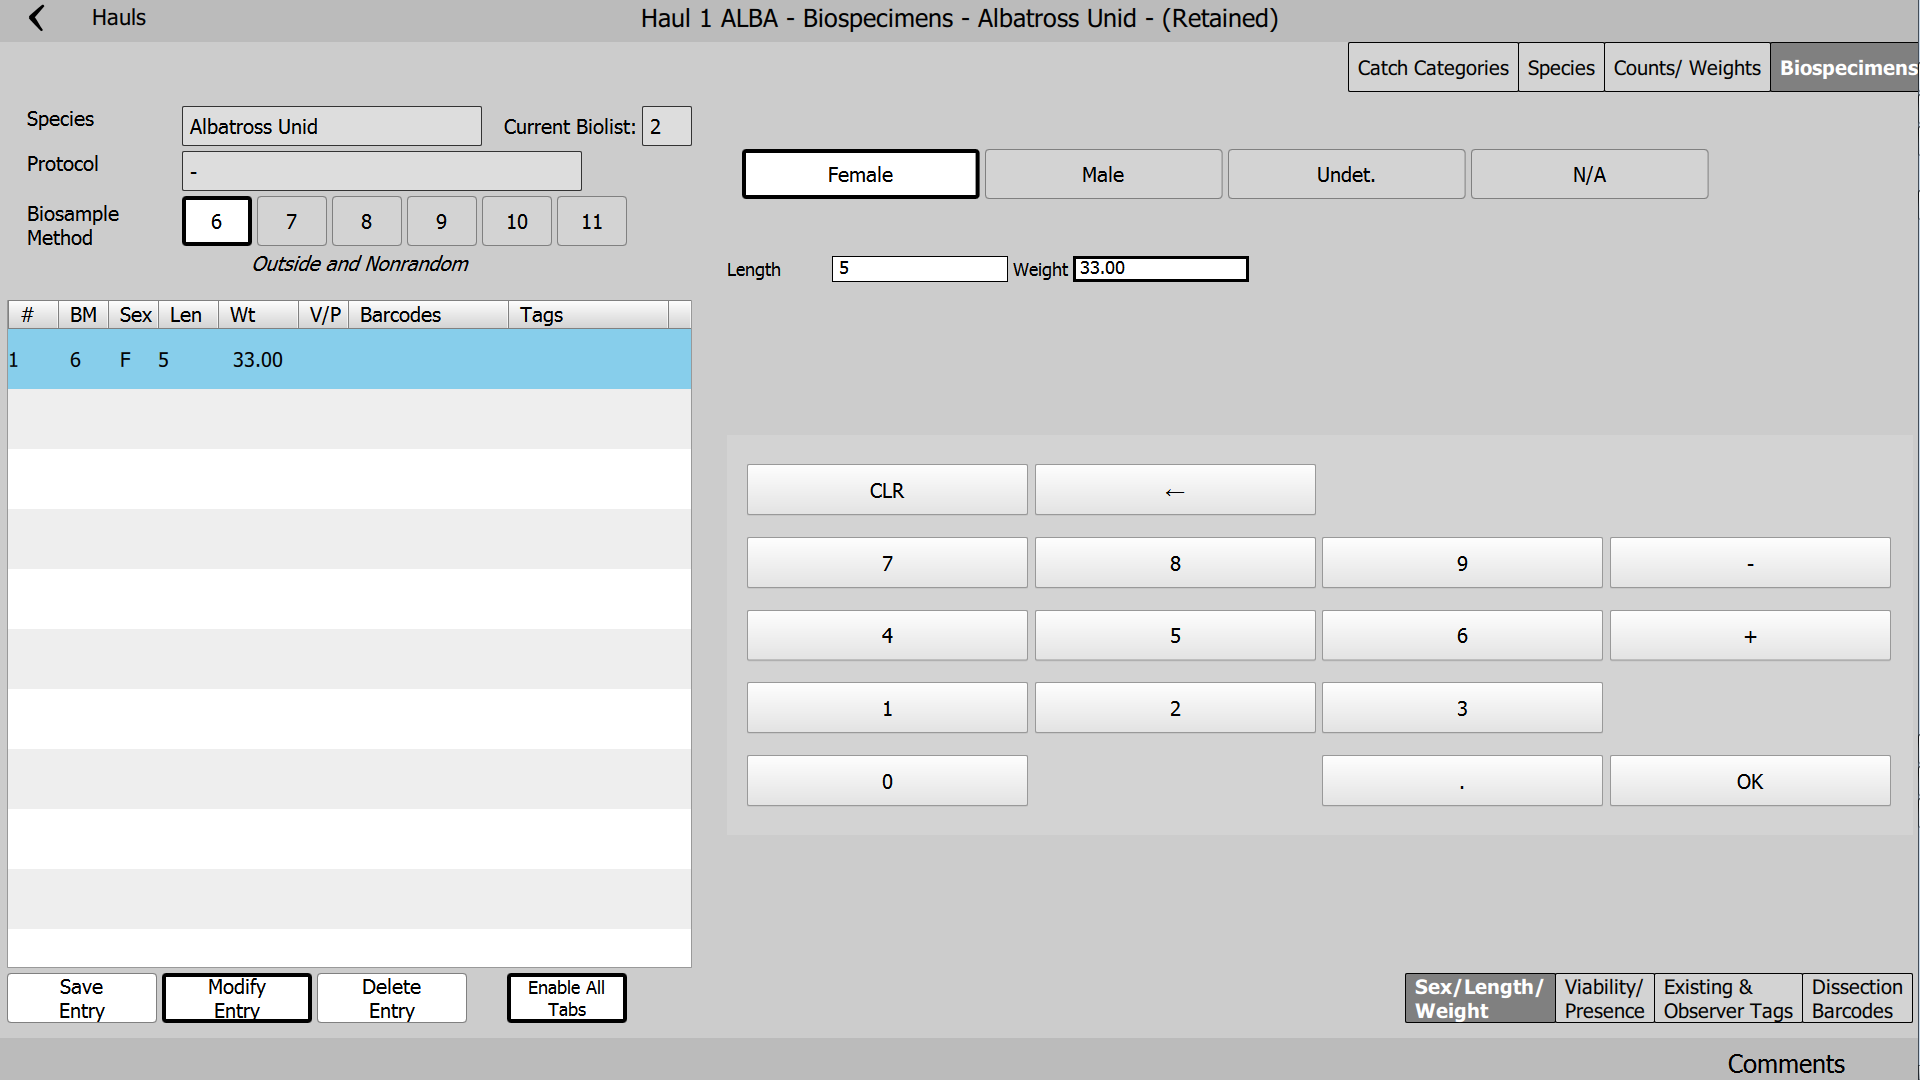 Hauls
Haul 1 ALBA - Biospecimens - Albatross Unid - (Retained)
Catch Categories
Species
Counts/ Weights
Biospecimens
Species
Albatross Unid
Current Biolist:
2
Protocol
-
Biosample
Method
6
7
8
9
10
11
Outside and Nonrandom
# BM Sex Len Wt V/P Barcodes Tags
1 6 F 5 33.00
Female
Male
Undet.
N/A
Length
5
Weight
33.00
CLR
←
7
8
9
-
4
5
6
+
1
2
3
0
.
OK
Save
Entry
Modify
Entry
Delete
Entry
Enable All
Tabs
Sex/Length/
Weight
Viability/
Presence
Existing &
Observer Tags
Dissection
Barcodes
Comments